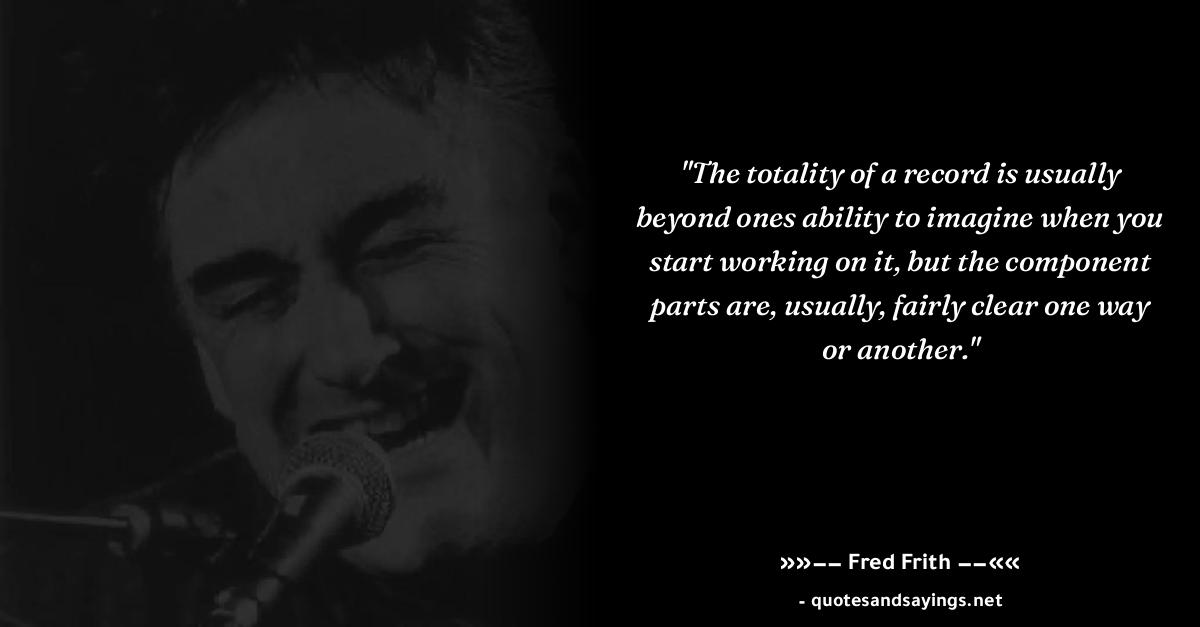 "The totality of a record is usually
beyond ones ability to imagine when you
start working on it, but the component
parts are, usually, fairly clear one way
or another."
»»–– Fred Frith ––««
- quotesandsayings.net